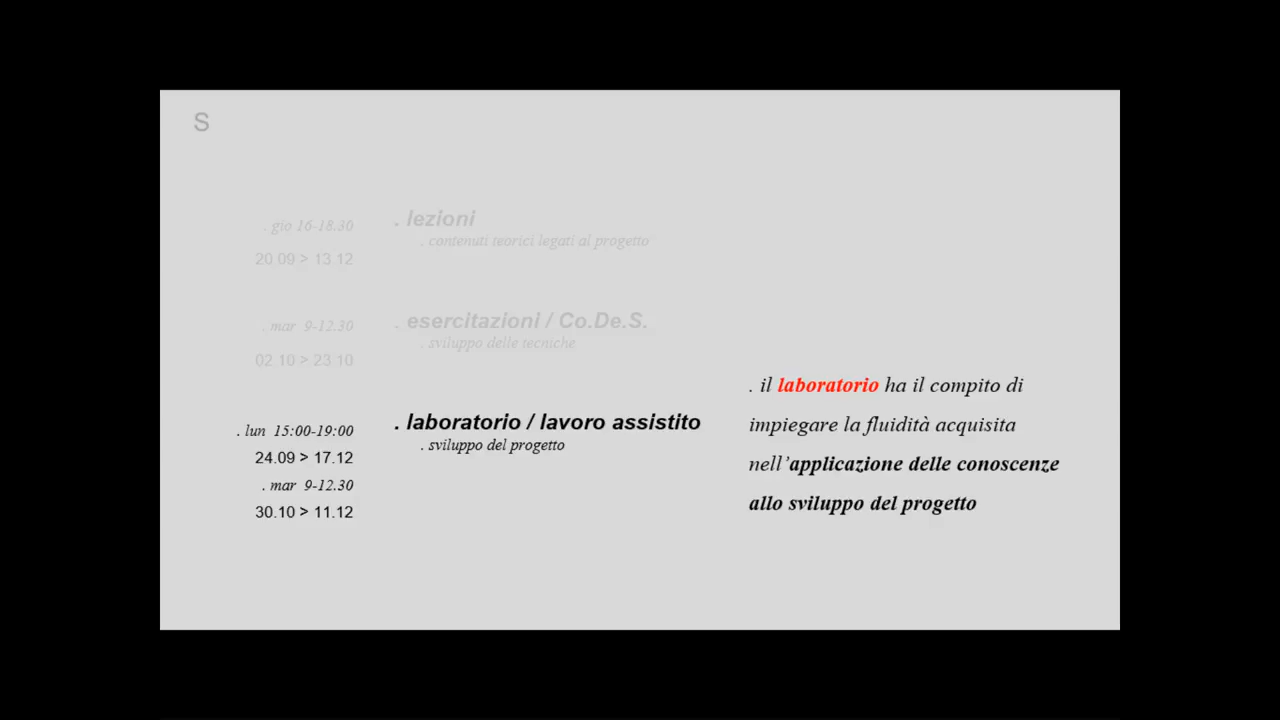 S
. gio 16-18.30
. lezioni
. contenuti teorici legati al progetto
20.09 > 13.12
. mar 9-12.30
. esercitazioni / Co.De.S.
. sviluppo delle tecniche
02.10 > 23.10
. laboratorio / lavoro assistito
. sviluppo del progetto
. lun 15:00-19:00
24.09 > 17.12
. mar 9-12.30
30.10 > 11.12
. il laboratorio ha il compito di
impiegare la fluidità acquisita
nell’applicazione delle conoscenze
allo sviluppo del progetto